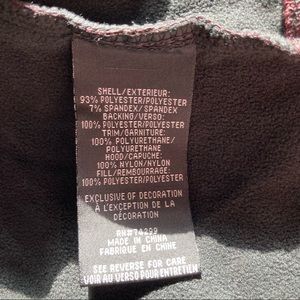 SHELL/EXTERIEUR:
93% POLYESTER/POLYESTER
7% SPANDEX/SPANDEX
BACKING/VERSO:
100% POLYESTER/POLYESTER
TRIM/GARNITURE:
100% POLYURETHANE/
POLYURETHANE
HOOD/CAPUCHE:
100% NYLON/NYLON
FILL/REMBOURRAGE:
100% POLYESTER/POLYESTER
EXCLUSIVE OF DECORATION
À L'EXCEPTION DE LA
DÉCORATION
RN#74299
MADE IN CHINA
FABRIQUE EN CHINE
SEE REVERSE FOR CARE
VOIR AU VERSO POUR ENTRETIEN